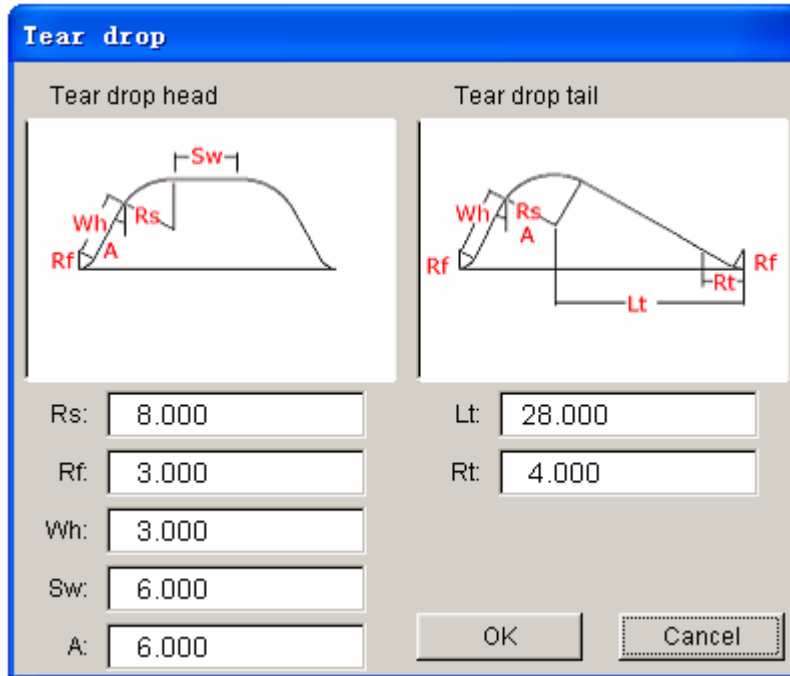 Tear drop
Tear drop head
Tear drop tail
Sw
Wh
Rs
Rf
A
Wh
Rs
A
Rf
Rf
Rt
Lt
Rs: 8.000
Rf: 3.000
Wh: 3.000
Sw: 6.000
A: 6.000
Lt: 28.000
Rt: 4.000
OK
Cancel